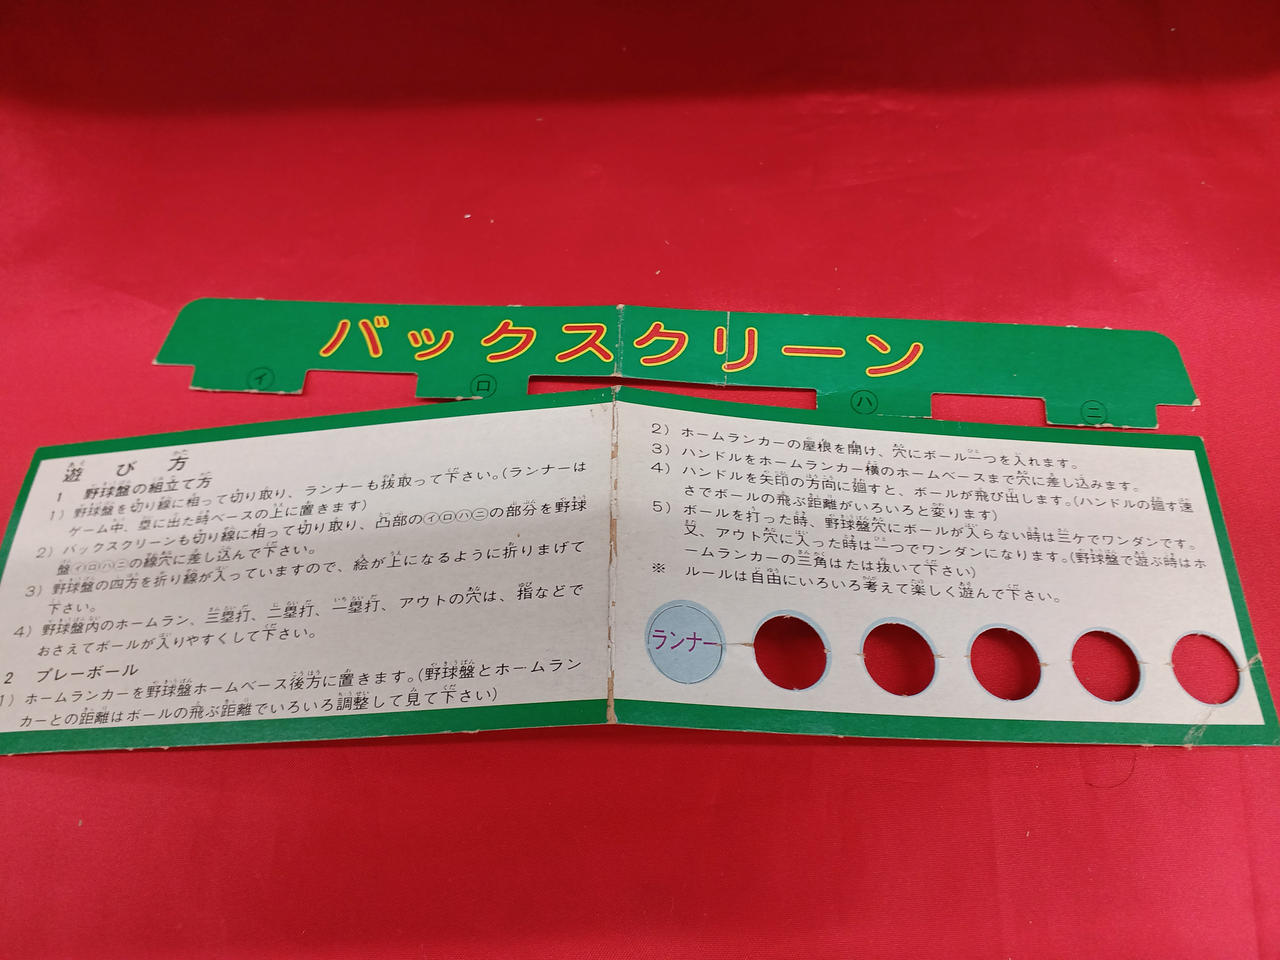 バックスクリーン
イ
ロ
ハ
ニ
遊び方
1 野球盤の組立て方
1) 野球盤を切り線に相って切り取り、ランナーも抜取って下さい。(ランナーは
ゲーム中、塁に出た時ベースの上に置きます)
2) バックスクリーンも切り線に相って切り取り、凸部の㋑㋺㋩㋥の部分を野球
盤㋑㋺㋩㋥の線穴に差し込んで下さい。
3) 野球盤の四方を折り線が入っていますので、絵が上になるように折りまげて
下さい。
4) 野球盤内のホームラン、三塁打、二塁打、一塁打、アウトの穴は、指などで
おさえてボールが入りやすくして下さい。
2 プレーボール
1) ホームランカーを野球盤ホームベース後方に置きます。(野球盤とホームラン
カーとの距離はボールの飛ぶ距離でいろいろ調整して見て下さい)
2) ホームランカーの屋根を開け、穴にボール一つを入れます。
3) ハンドルをホームランカー横のホームベースまで穴に差し込みます。
4) ハンドルを矢印の方向に廻すと、ボールが飛び出します。(ハンドルの廻す速
さでボールの飛ぶ距離がいろいろと変ります)
5) ボールを打った時、野球盤穴にボールが入らない時は三ケでワンダンです。
又、アウト穴に入った時は一つでワンダンになります。(野球盤で遊ぶ時はホ
ームランカーの三角はたは抜いて下さい)
※ ルールは自由にいろいろ考えて楽しく遊んで下さい。
ランナー